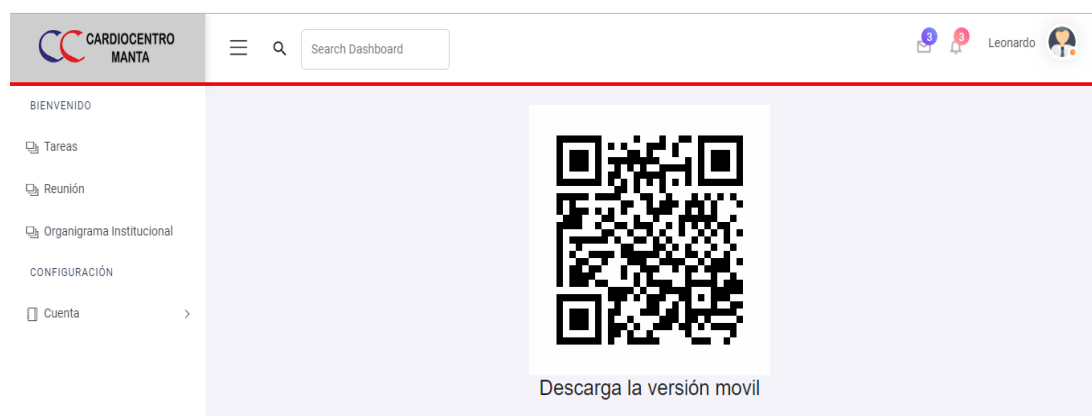 CARDIOCENTRO
MANTA
Search Dashboard
3
3
Leonardo
BIENVENIDO
Tareas
Reunión
Organigrama Institucional
CONFIGURACIÓN
Cuenta
Descarga la versión movil